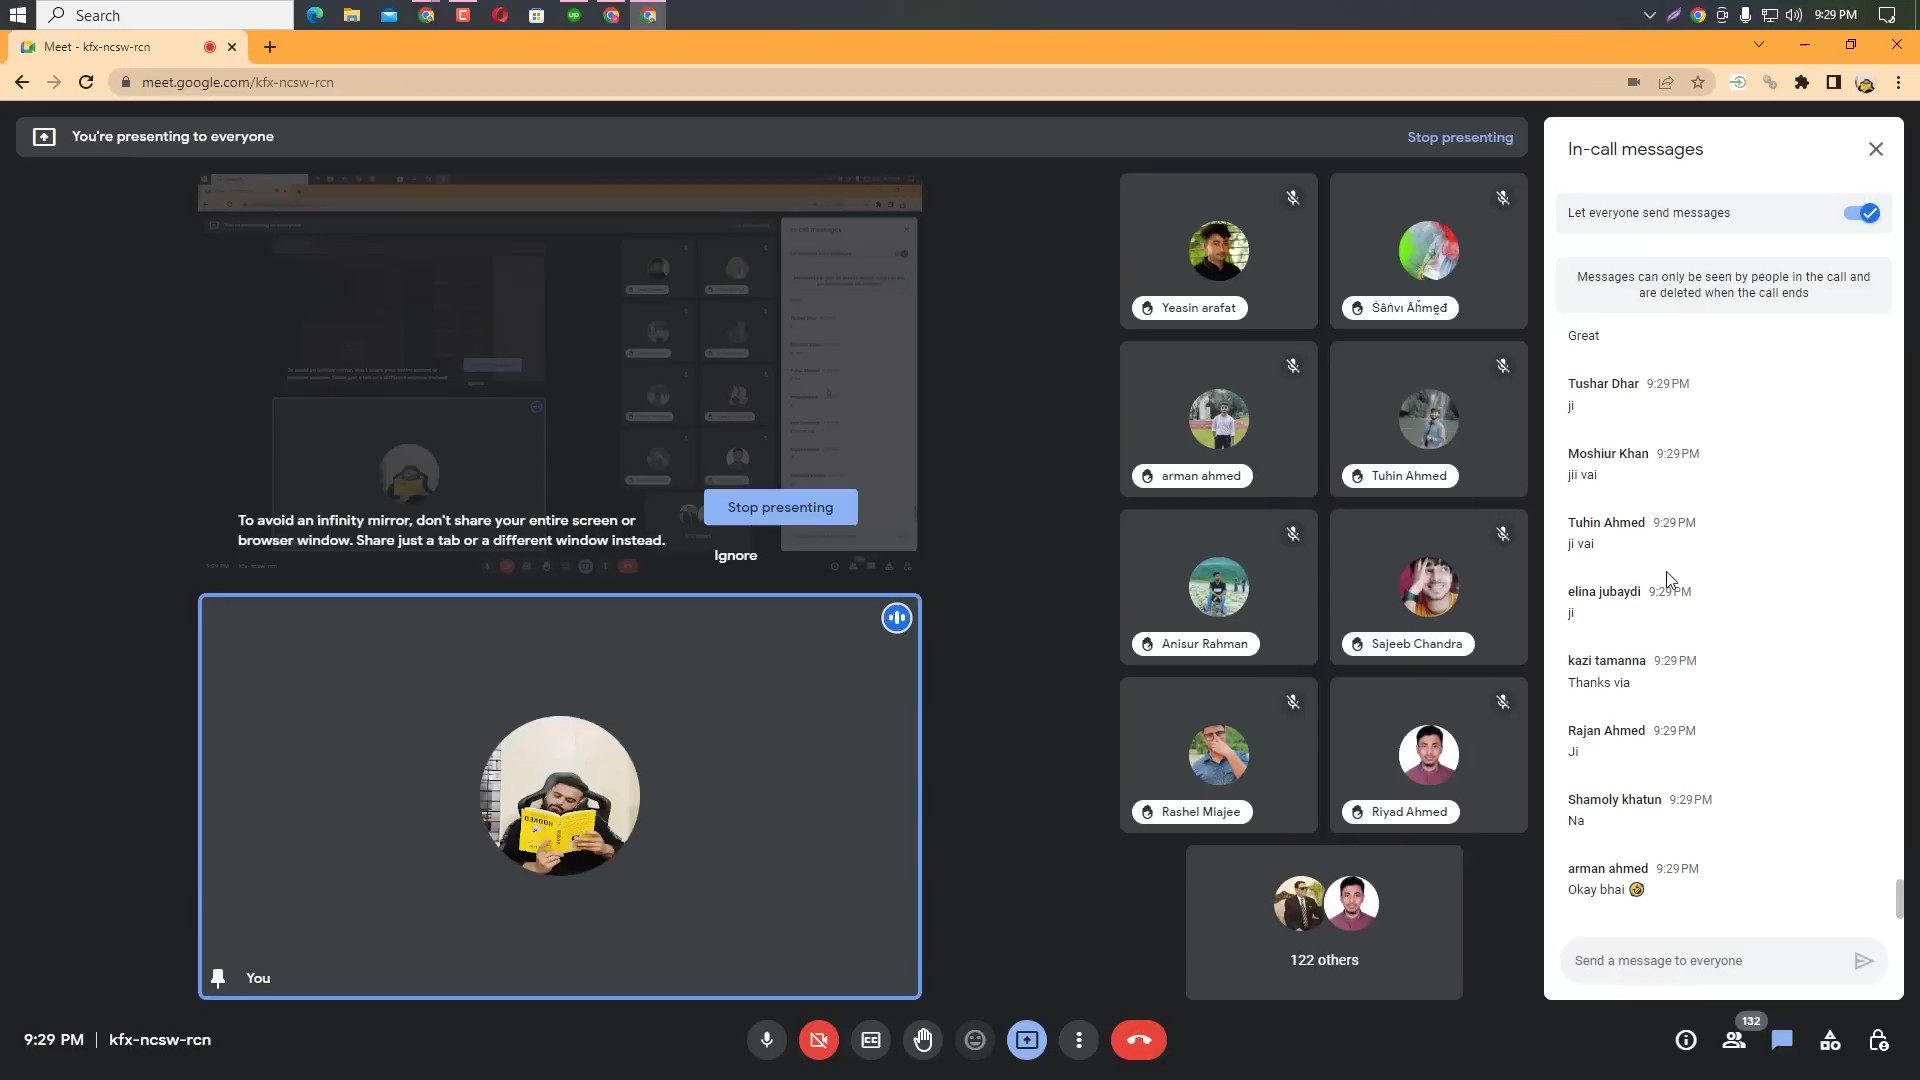 Search
9:29 PM
Meet - kfx-ncsw-rcn
meet.google.com/kfx-ncsw-rcn
You're presenting to everyone
Stop presenting
To avoid an infinity mirror, don't share your entire screen or
browser window. Share just a tab or a different window instead.
Stop presenting
Ignore
You
Yeasin arafat
Ṡâṅvı Åȟmẹđ
arman ahmed
Tuhin Ahmed
Anisur Rahman
Sajeeb Chandra
Rashel Miajee
Riyad Ahmed
122 others
In-call messages
Let everyone send messages
Messages can only be seen by people in the call and
are deleted when the call ends
Great
Tushar Dhar 9:29 PM
ji
Moshiur Khan 9:29 PM
jii vai
Tuhin Ahmed 9:29 PM
ji vai
elina jubaydi 9:29 PM
ji
kazi tamanna 9:29 PM
Thanks via
Rajan Ahmed 9:29 PM
Ji
Shamoly khatun 9:29 PM
Na
arman ahmed 9:29 PM
Okay bhai 🤣
Send a message to everyone
9:29 PM | kfx-ncsw-rcn
132